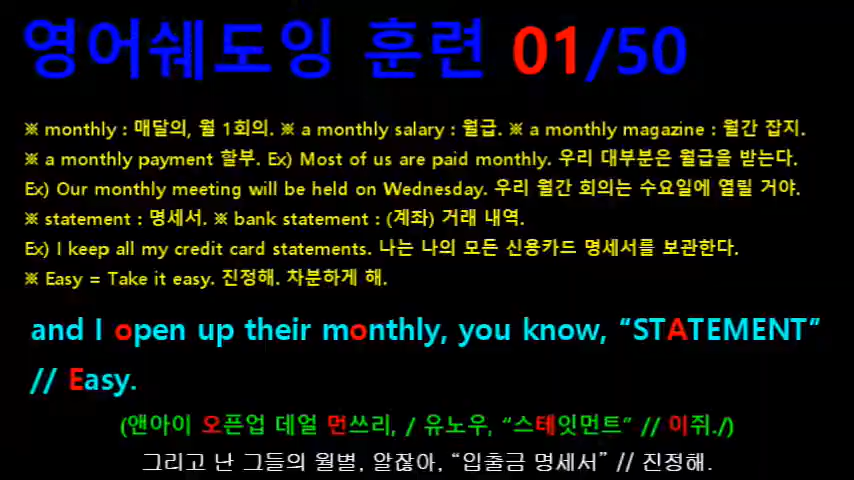 영어쉐도잉 훈련 01/50
※ monthly : 매달의, 월 1회의. ※ a monthly salary : 월급. ※ a monthly magazine : 월간 잡지.
※ a monthly payment 할부. Ex) Most of us are paid monthly. 우리 대부분은 월급을 받는다.
Ex) Our monthly meeting will be held on Wednesday. 우리 월간 회의는 수요일에 열릴 거야.
※ statement : 명세서. ※ bank statement : (계좌) 거래 내역.
Ex) I keep all my credit card statements. 나는 나의 모든 신용카드 명세서를 보관한다.
※ Easy = Take it easy. 진정해. 차분하게 해.
and I open up their monthly, you know, “STATEMENT”
// Easy.
(앤아이 오픈업 데얼 먼쓰리, / 유노우, “스테잇먼트” // 이쥐./)
그리고 난 그들의 월별, 알잖아, “입출금 명세서” // 진정해.